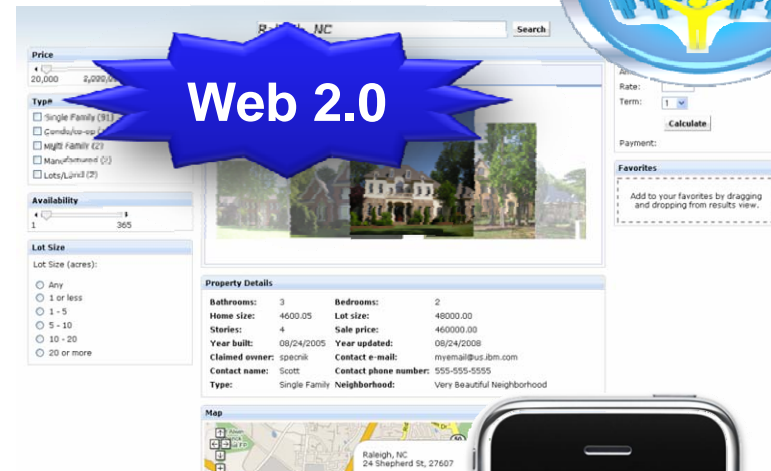 NC
Search
Price
20,000
Web 2.0
Type
Single Family (91)
Condo/co-op
Multi Family (2)
Manufactured (2)
Lots/Land (2)
Rate:
Term: 1
Calculate
Payment:
Favorites
Add to your favorites by dragging
and dropping from results view.
Availability
1 365
Lot Size
Lot Size (acres):
Any
1 or less
1 - 5
5 - 10
10 - 20
20 or more
Property Details
Bathrooms: 3 Bedrooms: 2
Home size: 4600.05 Lot size: 48000.00
Stories: 4 Sale price: 460000.00
Year built: 08/24/2005 Year updated: 08/24/2008
Claimed owner: specnik Contact e-mail: myemail@us.ibm.com
Contact name: Scott Contact phone number: 555-555-5555
Type: Single Family Neighborhood: Very Beautiful Neighborhood
Map
Raleigh, NC
24 Shepherd St, 27607